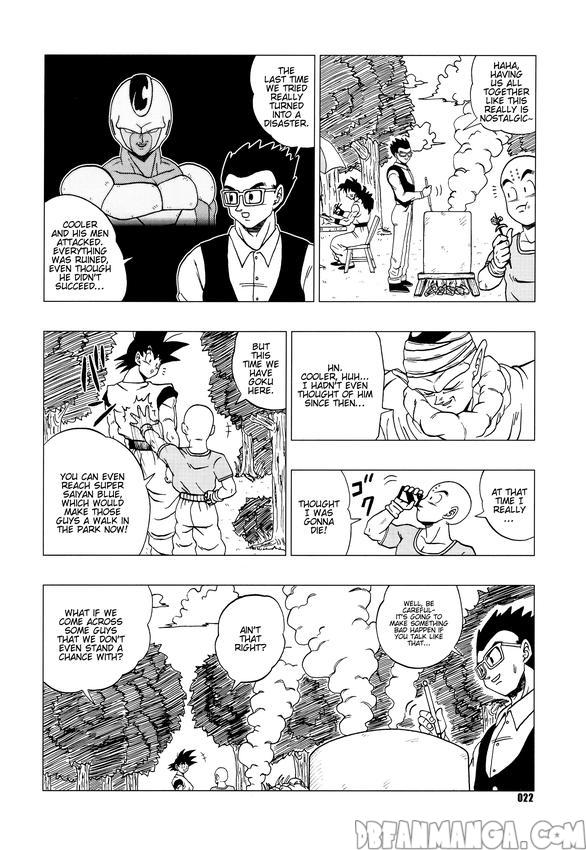 HAHA,
HAVING
US ALL
TOGETHER
LIKE THIS
REALLY IS
NOSTALGIC~
THE
LAST TIME
WE TRIED
REALLY
TURNED
INTO A
DISASTER.
COOLER
AND HIS MEN
ATTACKED.
EVERYTHING
WAS RUINED,
EVEN THOUGH
HE DIDN'T
SUCCEED...
HN.
COOLER, HUH...
I HADN'T EVEN
THOUGHT OF HIM
SINCE THEN...
BUT
THIS TIME
WE HAVE
GOKU
HERE.
YOU CAN EVEN
REACH SUPER
SAIYAN BLUE,
WHICH WOULD
MAKE THOSE
GUYS A WALK
IN THE
PARK NOW!
AT THAT
TIME I
REALLY
...
ゴク
THOUGHT
I WAS
GONNA
DIE!
WELL, BE
CAREFUL-
IT'S GOING TO
MAKE SOMETHING
BAD HAPPEN IF
YOU TALK LIKE
THAT...
AIN'T
THAT
RIGHT?
WHAT IF WE
COME ACROSS
SOME GUYS
THAT WE DON'T
EVEN STAND A
CHANCE WITH?
022
DBFANMANGA.COM